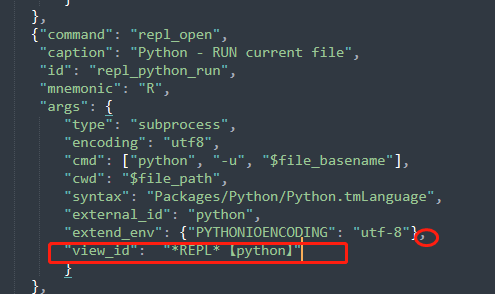 },
{"command": "repl_open",
"caption": "Python - RUN current file",
"id": "repl_python_run",
"mnemonic": "R",
"args": {
"type": "subprocess",
"encoding": "utf8",
"cmd": ["python", "-u", "$file_basename"],
"cwd": "$file_path",
"syntax": "Packages/Python/Python.tmLanguage",
"external_id": "python",
"extend_env": {"PYTHONIOENCODING": "utf-8"},
"view_id":  "*REPL*【python】"
}
},